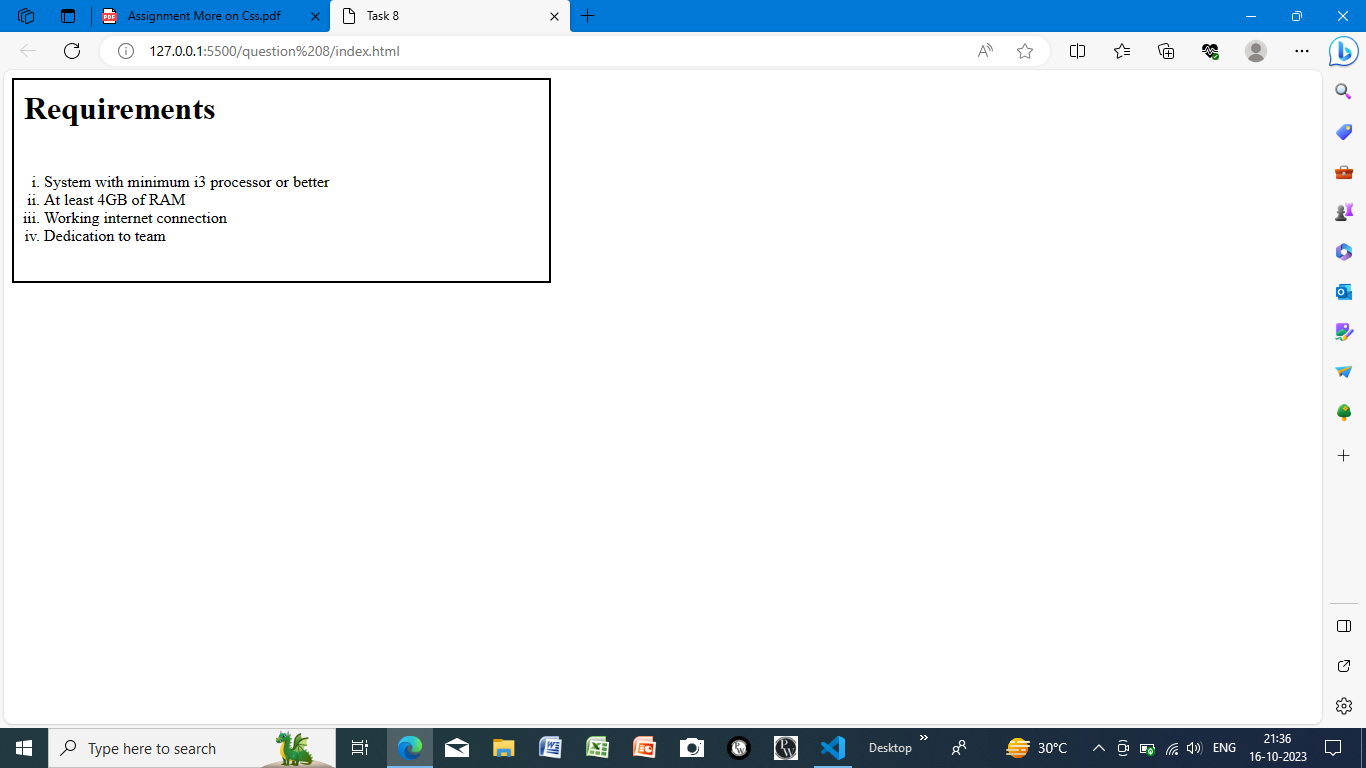 Assignment More on Css.pdf
Task 8
127.0.0.1:5500/question%208/index.html
Requirements
i. System with minimum i3 processor or better
ii. At least 4GB of RAM
iii. Working internet connection
iv. Dedication to team
Type here to search
Desktop
30°C
ENG
21:36
16-10-2023